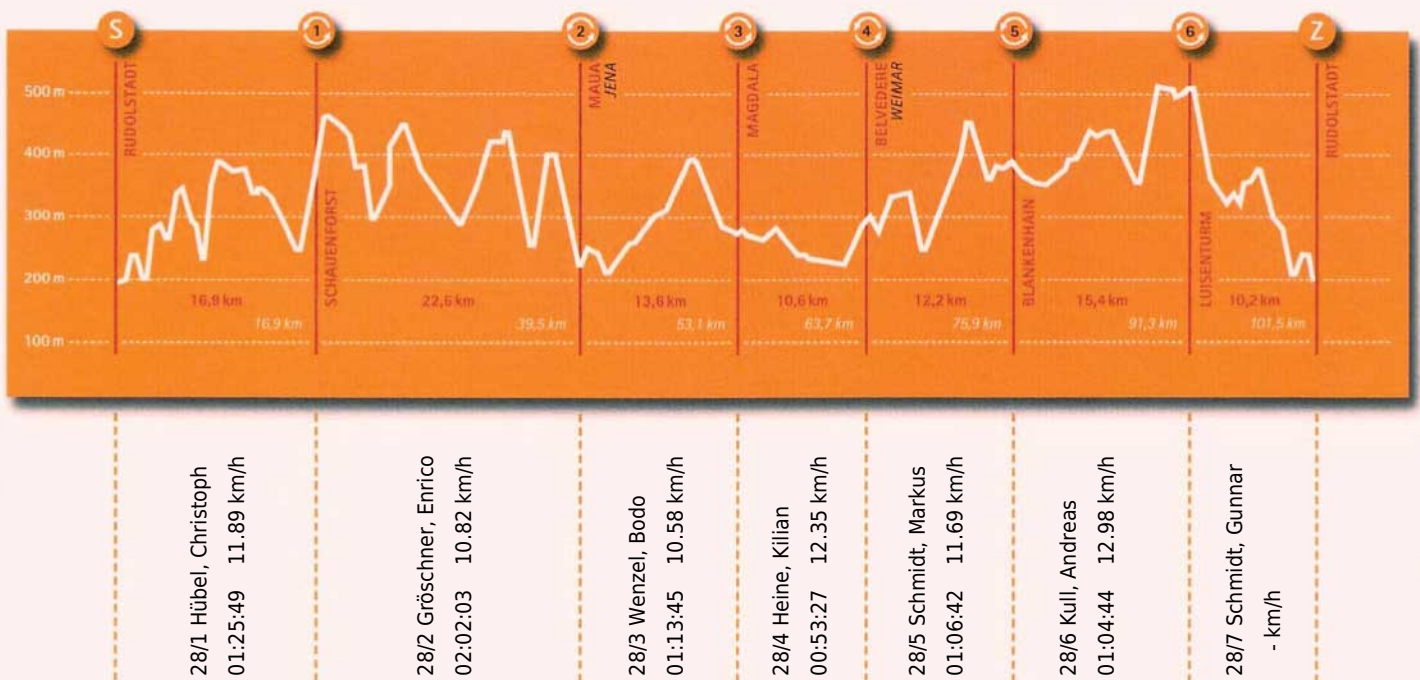 S
1
2
3
4
5
6
Z
500 m
400 m
300 m
200 m
100 m
RUDOLSTADT
SCHAUENFORST
MAUA
JENA
MAGDALA
BELVEDERE
WEIMAR
BLANKENHAIN
LUISENTURM
RUDOLSTADT
16,9 km
22,6 km
13,6 km
10,6 km
12,2 km
15,4 km
10,2 km
16,9 km
39,5 km
53,1 km
63,7 km
75,9 km
91,3 km
101,5 km
28/1 Hübel, Christoph
01:25:49 11.89 km/h
28/2 Gröschner, Enrico
02:02:03 10.82 km/h
28/3 Wenzel, Bodo
01:13:45 10.58 km/h
28/4 Heine, Kilian
00:53:27 12.35 km/h
28/5 Schmidt, Markus
01:06:42 11.69 km/h
28/6 Kull, Andreas
01:04:44 12.98 km/h
28/7 Schmidt, Gunnar
- km/h